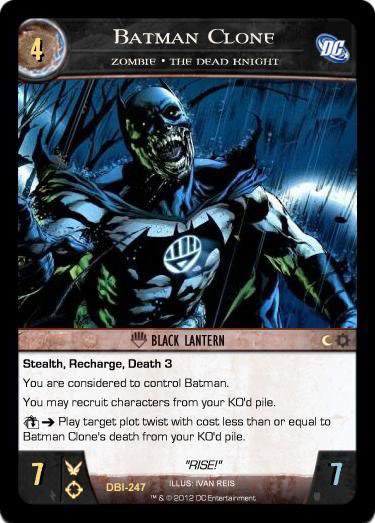 4
BATMAN CLONE
ZOMBIE • THE DEAD KNIGHT
DC
BLACK LANTERN
Stealth, Recharge, Death 3
You are considered to control Batman.
You may recruit characters from your KO'd pile.
➔ Play target plot twist with cost less than or equal to
Batman Clone's death from your KO'd pile.
"RISE!"
7
DBI-247
ILLUS: IVAN REIS
™ & © 2012 DC Entertainment
7